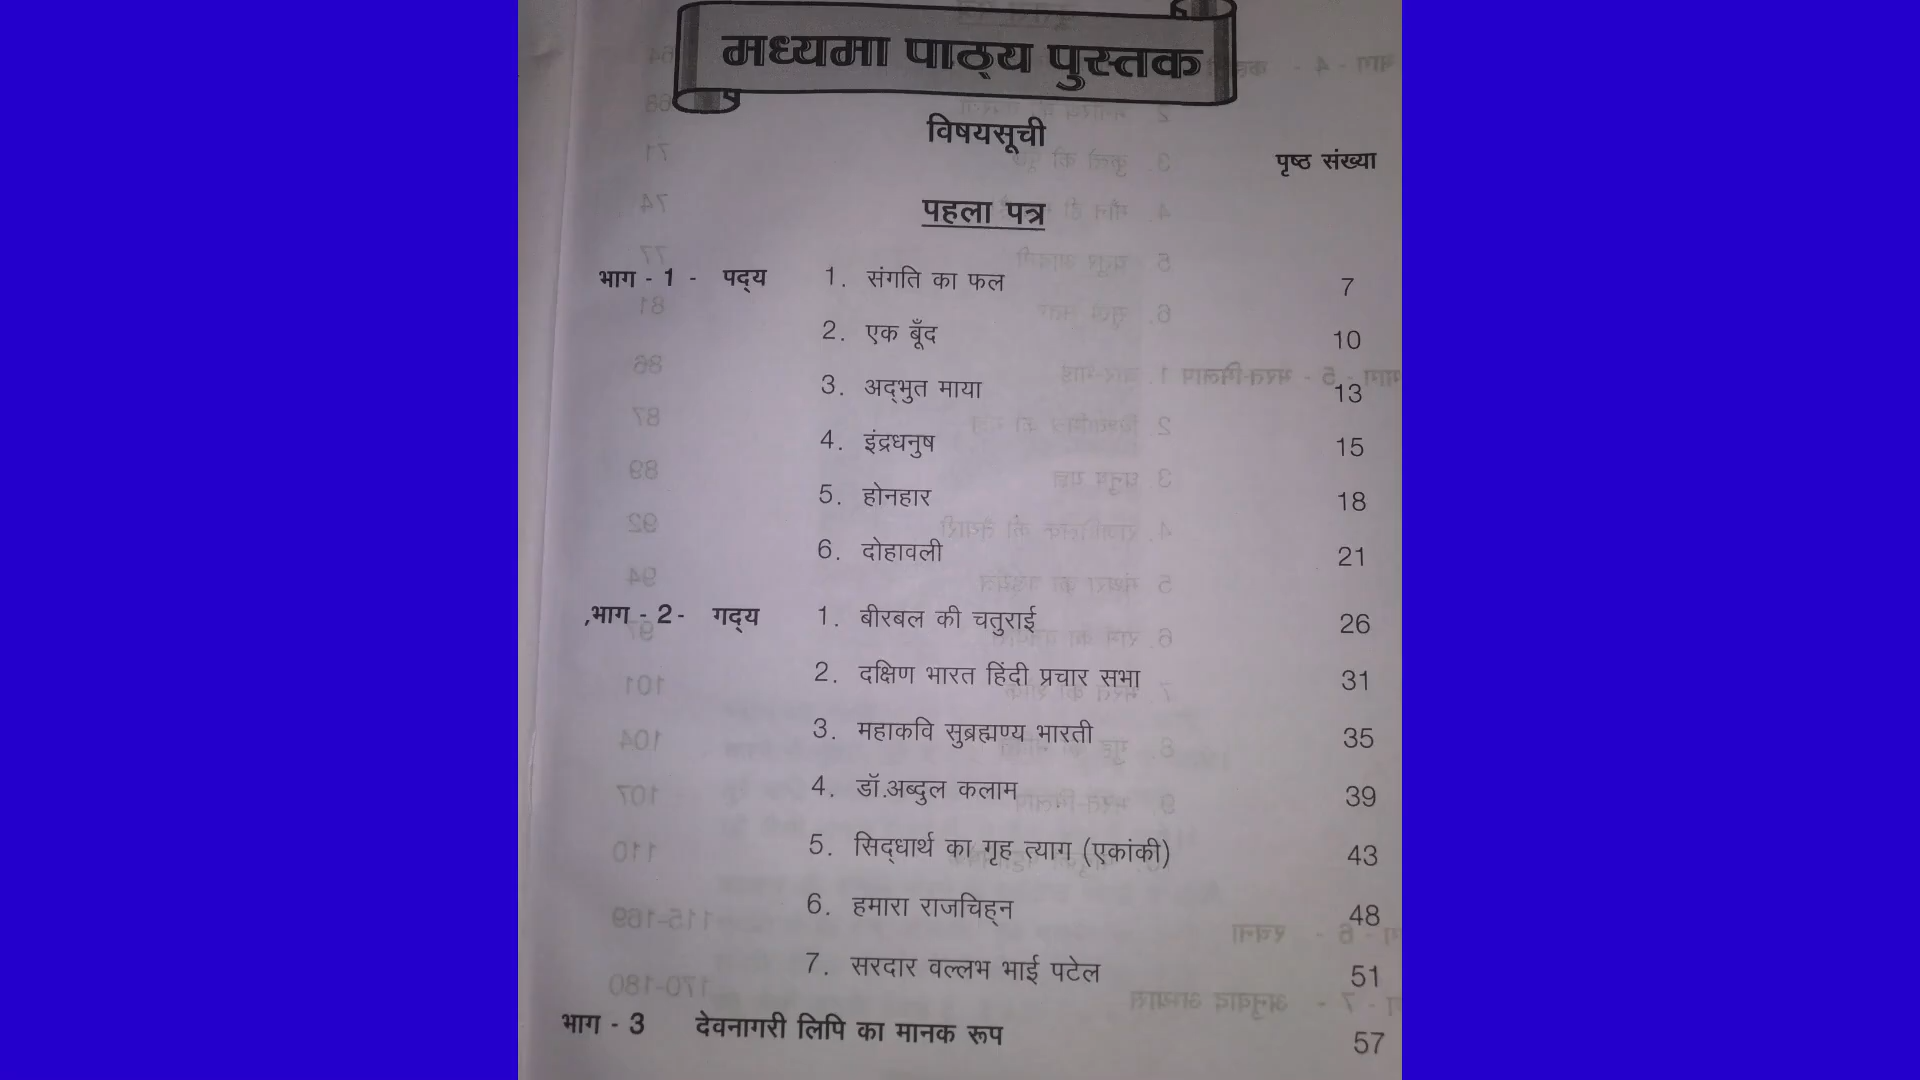 मध्यमा पाठ्य पुस्तक
विषयसूची
पृष्ठ संख्या
पहला पत्र
भाग - 1 - पद्‌य 1. संगति का फल 7
2. एक बूँद 10
3. अद्‌भुत माया 13
4. इंद्रधनुष 15
5. होनहार 18
6. दोहावली 21
भाग - 2 - गद्‌य 1. बीरबल की चतुराई 26
2. दक्षिण भारत हिंदी प्रचार सभा 31
3. महाकवि सुब्रह्मण्य भारती 35
4. डॉ.अब्दुल कलाम 39
5. सिद्‌धार्थ का गृह त्याग (एकांकी) 43
6. हमारा राजचिह्‌न 48
7. सरदार वल्लभ भाई पटेल 51
भाग - 3 देवनागरी लिपि का मानक रूप 57